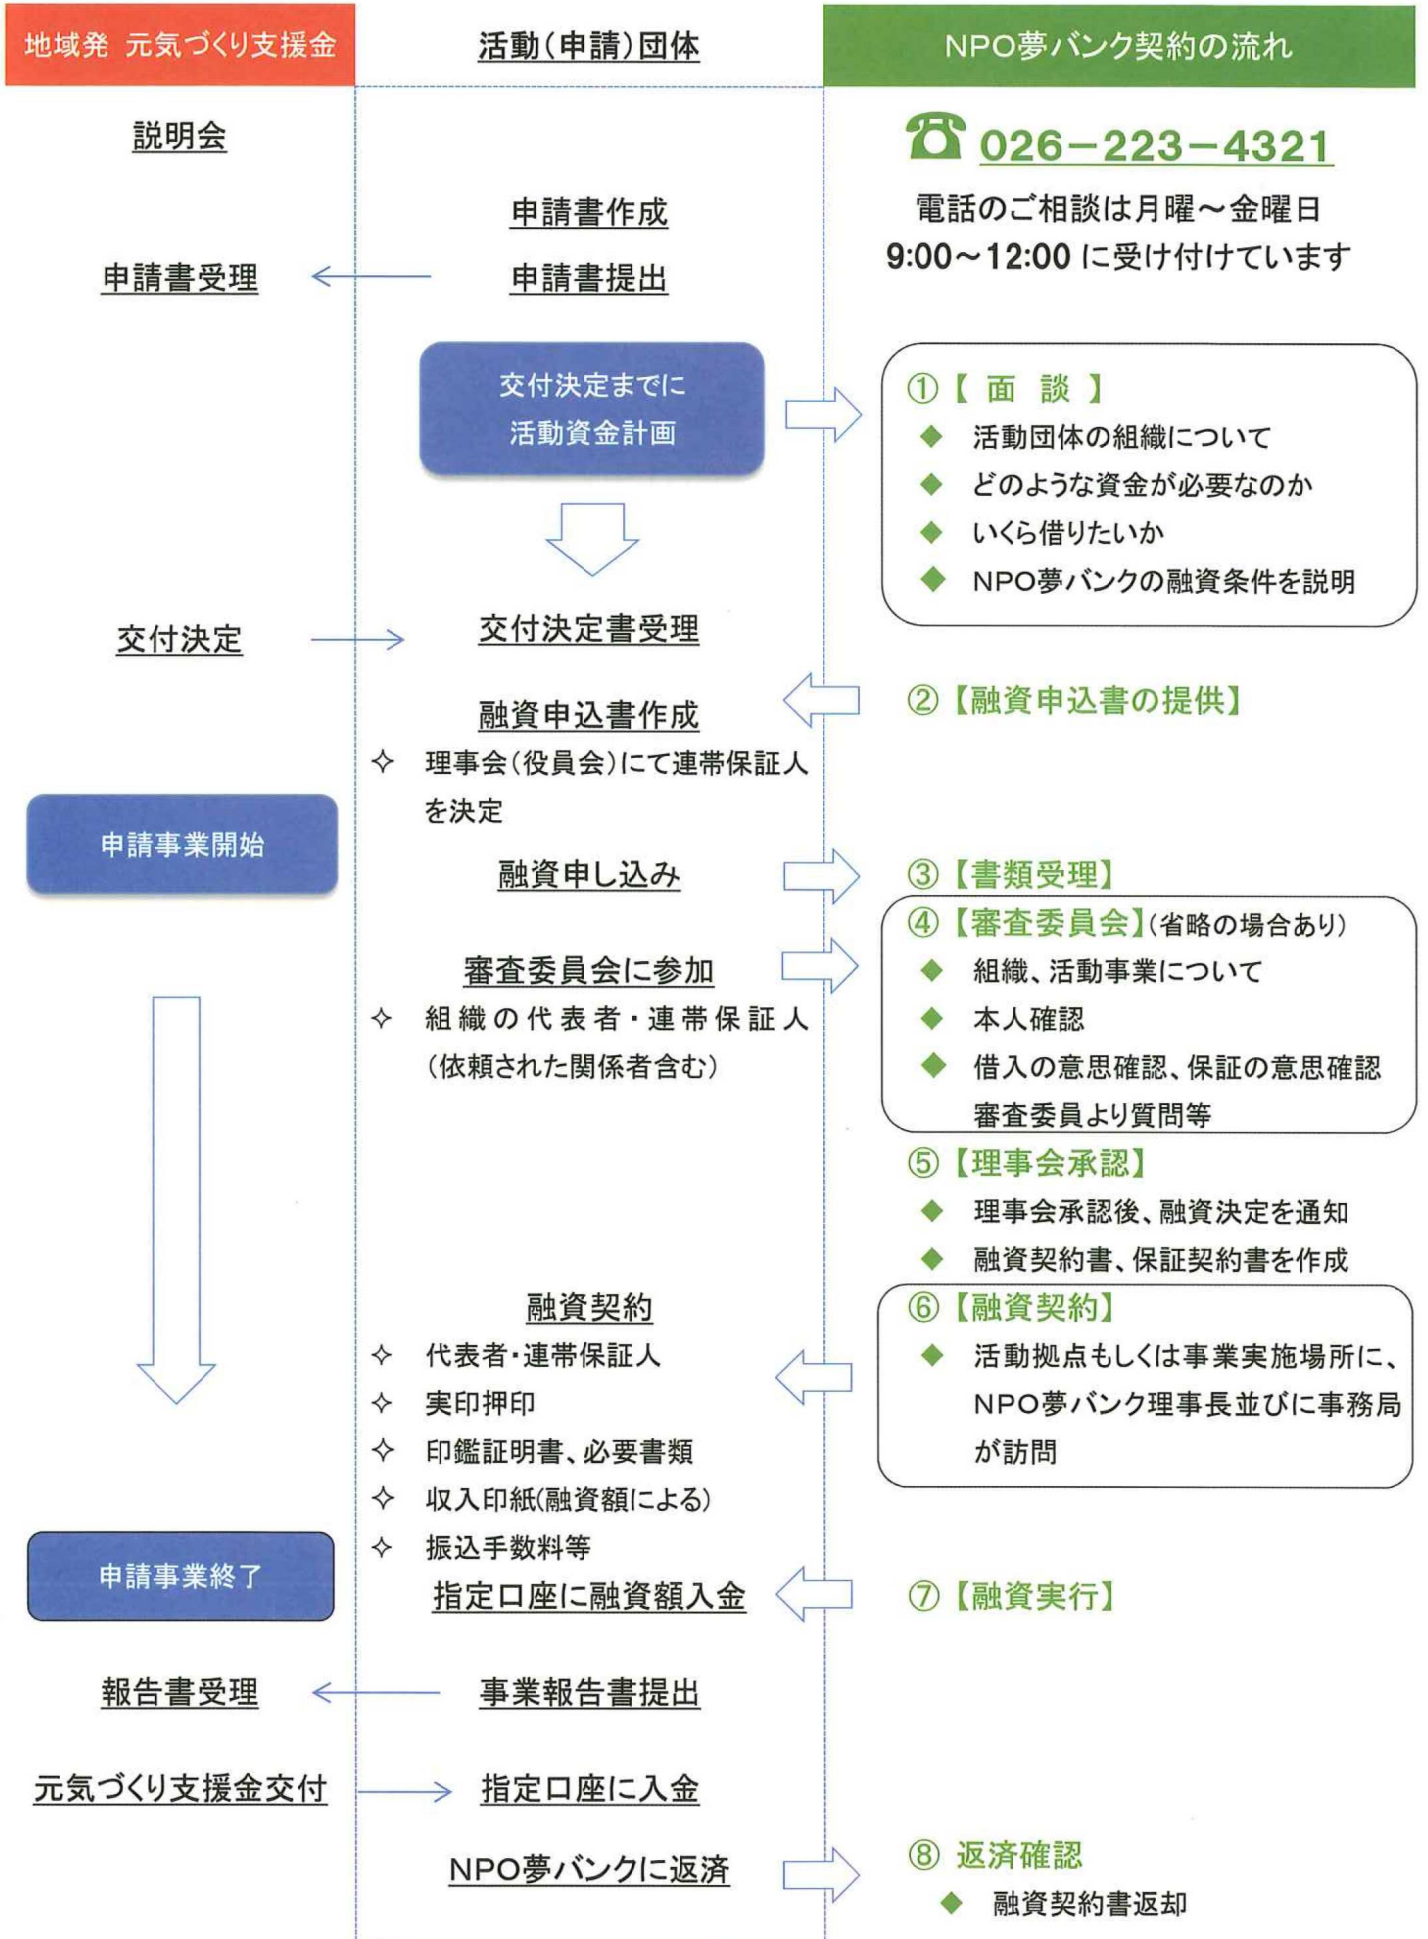 地域発 元気づくり支援金
活動(申請)団体
NPO夢バンク契約の流れ
説明会
☎ 026－223－4321
電話のご相談は月曜～金曜日
9:00～12:00 に受け付けています
申請書作成
申請書受理
申請書提出
交付決定までに
活動資金計画
①【 面 談 】
◆ 活動団体の組織について
◆ どのような資金が必要なのか
◆ いくら借りたいか
◆ NPO夢バンクの融資条件を説明
交付決定
交付決定書受理
②【融資申込書の提供】
融資申込書作成
✧ 理事会(役員会)にて連帯保証人
を決定
申請事業開始
融資申し込み
③【書類受理】
④【審査委員会】(省略の場合あり)
◆ 組織、活動事業について
◆ 本人確認
◆ 借入の意思確認、保証の意思確認
審査委員より質問等
審査委員会に参加
✧ 組織の代表者・連帯保証人
(依頼された関係者含む)
⑤【理事会承認】
◆ 理事会承認後、融資決定を通知
◆ 融資契約書、保証契約書を作成
融資契約
✧ 代表者・連帯保証人
✧ 実印押印
✧ 印鑑証明書、必要書類
✧ 収入印紙(融資額による)
✧ 振込手数料等
⑥【融資契約】
◆ 活動拠点もしくは事業実施場所に、
NPO夢バンク理事長並びに事務局
が訪問
申請事業終了
指定口座に融資額入金
⑦【融資実行】
報告書受理
事業報告書提出
元気づくり支援金交付
指定口座に入金
NPO夢バンクに返済
⑧ 返済確認
◆ 融資契約書返却